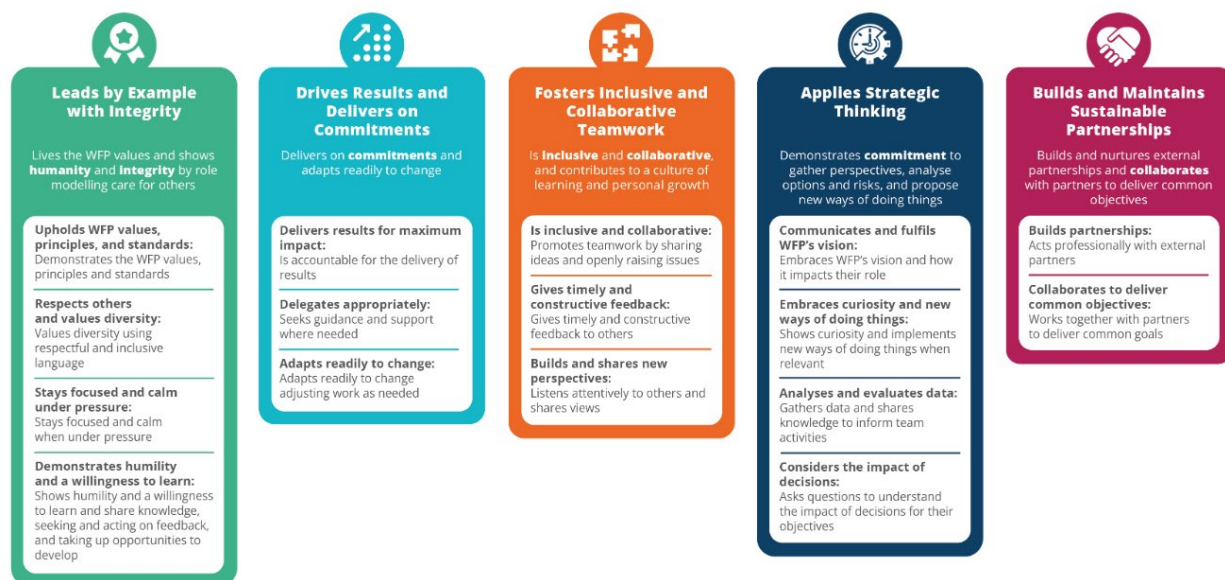 Leads by Example
with Integrity
Lives the WFP values and shows
humanity and integrity by role
modelling care for others
Upholds WFP values,
principles, and standards:
Demonstrates the WFP values,
principles and standards
Respects others
and values diversity:
Values diversity using
respectful and inclusive
language
Stays focused and calm
under pressure:
Stays focused and calm
when under pressure
Demonstrates humility
and a willingness to learn:
Shows humility and a willingness
to learn and share knowledge,
seeking and acting on feedback,
and taking up opportunities to
develop
Drives Results and
Delivers on
Commitments
Delivers on commitments and
adapts readily to change
Delivers results for maximum
impact:
Is accountable for the delivery of
results
Delegates appropriately:
Seeks guidance and support
where needed
Adapts readily to change:
Adapts readily to change
adjusting work as needed
Fosters Inclusive and
Collaborative
Teamwork
Is inclusive and collaborative,
and contributes to a culture of
learning and personal growth
Is inclusive and collaborative:
Promotes teamwork by sharing
ideas and openly raising issues
Gives timely and
constructive feedback:
Gives timely and constructive
feedback to others
Builds and shares new
perspectives:
Listens attentively to others and
shares views
Applies Strategic
Thinking
Demonstrates commitment to
gather perspectives, analyse
options and risks, and propose
new ways of doing things
Communicates and fulfils
WFP's vision:
Embraces WFP's vision and how
it impacts their role
Embraces curiosity and new
ways of doing things:
Shows curiosity and implements
new ways of doing things when
relevant
Analyses and evaluates data:
Gathers data and shares
knowledge to inform team
activities
Considers the impact of
decisions:
Asks questions to understand
the impact of decisions for their
objectives
Builds and Maintains
Sustainable
Partnerships
Builds and nurtures external
partnerships and collaborates
with partners to deliver common
objectives
Builds partnerships:
Acts professionally with external
partners
Collaborates to deliver
common objectives:
Works together with partners
to deliver common goals